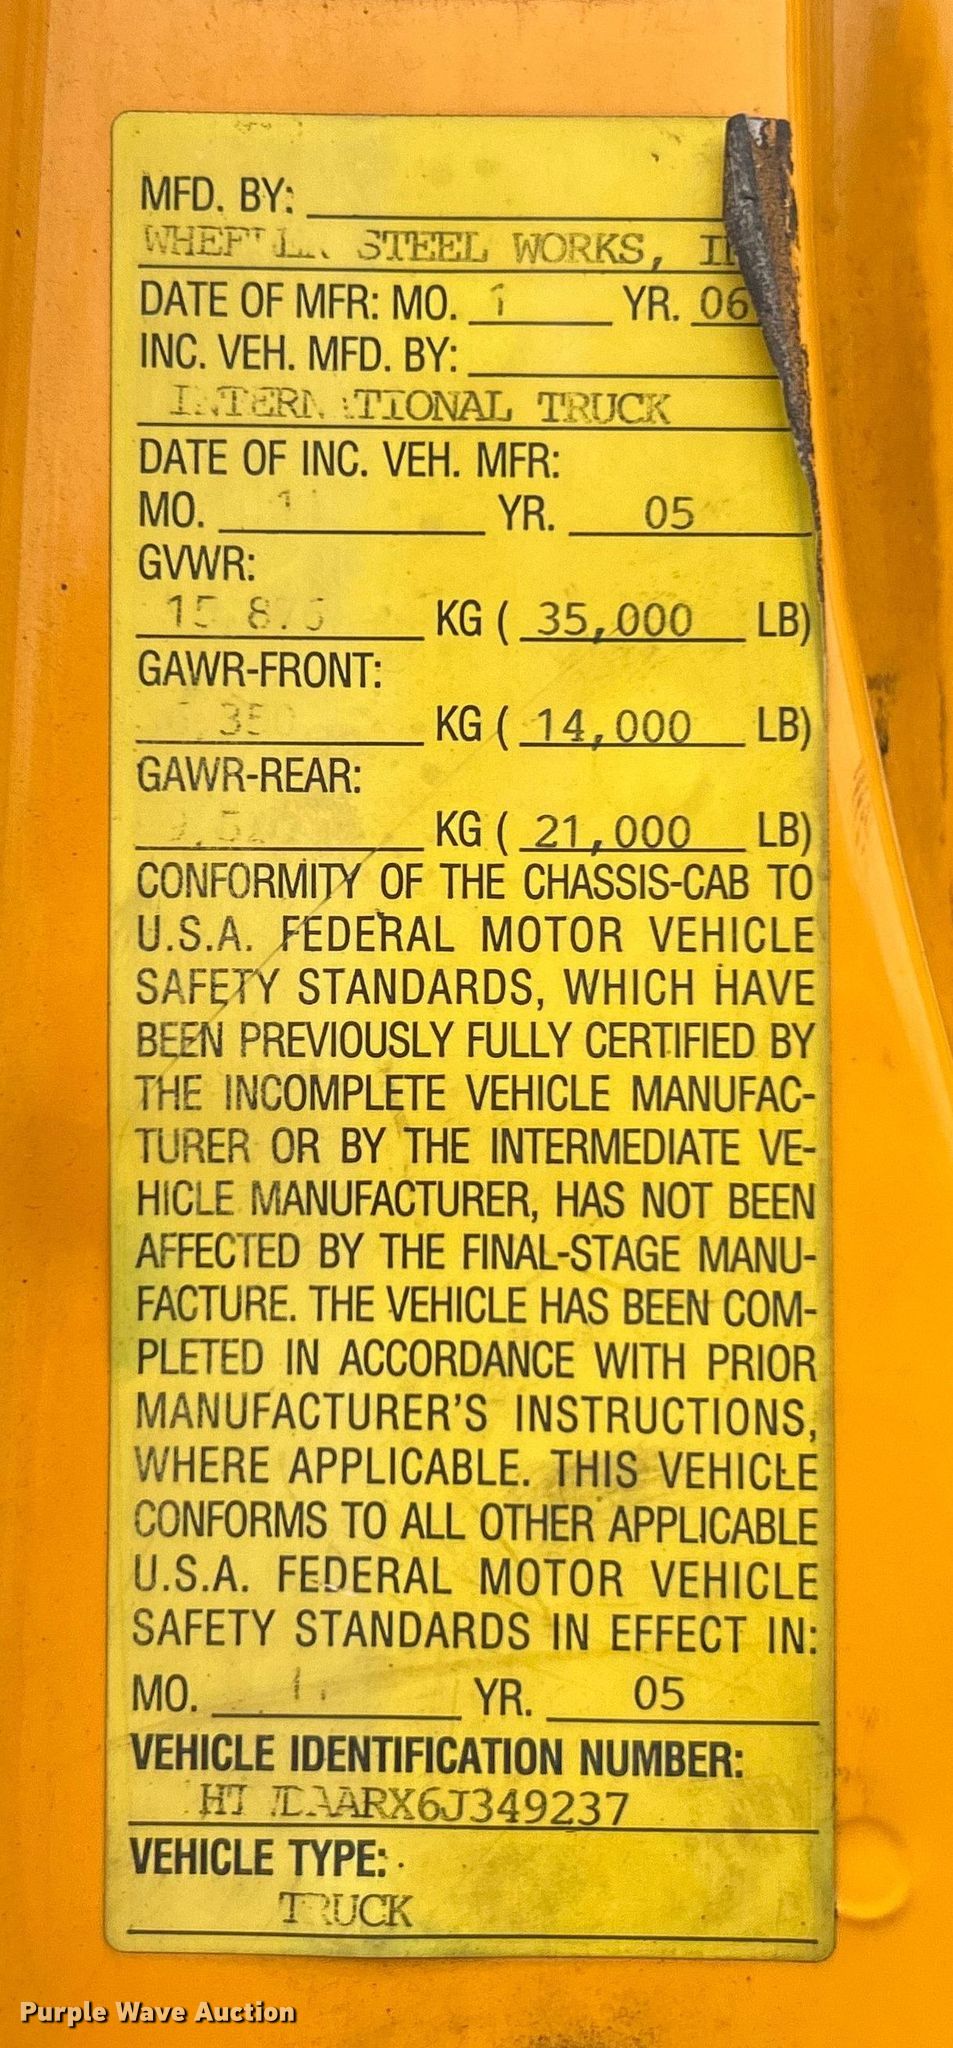 MFD. BY:
STEEL WORKS,
DATE OF MFR: MO. 1 YR. 06
INC. VEH. MFD. BY:
INTERNATIONAL TRUCK
DATE OF INC. VEH. MFR:
MO. YR. 05
GVWR:
KG ( 35,000 LB)
GAWR-FRONT:
KG ( 14,000 LB)
GAWR-REAR:
KG ( 21,000 LB)
CONFORMITY OF THE CHASSIS-CAB TO
U.S.A. FEDERAL MOTOR VEHICLE
SAFETY STANDARDS, WHICH HAVE
BEEN PREVIOUSLY FULLY CERTIFIED BY
THE INCOMPLETE VEHICLE MANUFAC-
TURER OR BY THE INTERMEDIATE VE-
HICLE MANUFACTURER, HAS NOT BEEN
AFFECTED BY THE FINAL-STAGE MANU-
FACTURE. THE VEHICLE HAS BEEN COM-
PLETED IN ACCORDANCE WITH PRIOR
MANUFACTURER'S INSTRUCTIONS,
WHERE APPLICABLE. THIS VEHICLE
CONFORMS TO ALL OTHER APPLICABLE
U.S.A. FEDERAL MOTOR VEHICLE
SAFETY STANDARDS IN EFFECT IN:
MO. YR. 05
VEHICLE IDENTIFICATION NUMBER:
VEHICLE TYPE:
TRUCK
Purple Wave Auction